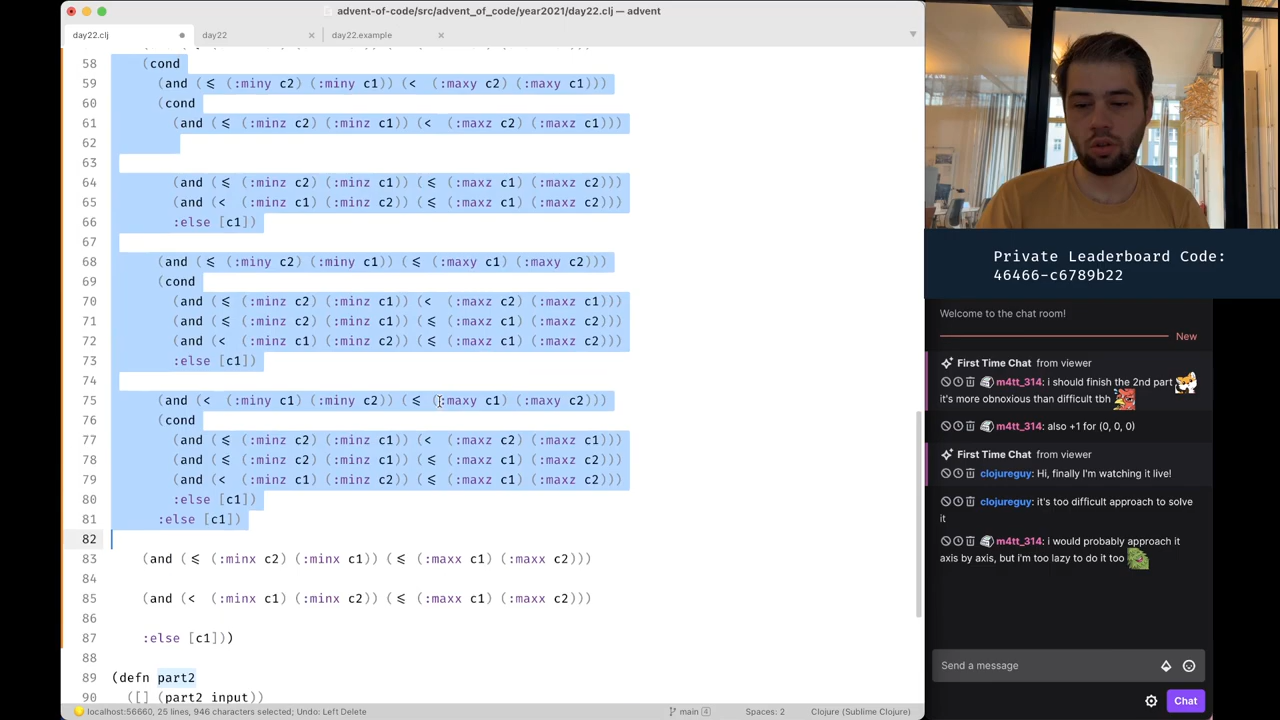 advent-of-code/src/advent_of_code/year2021/day22.clj — advent
day22.clj
day22
day22.example
58 (cond
59 (and (≤ (:miny c2) (:miny c1)) (< (:maxy c2) (:maxy c1)))
60 (cond
61 (and (≤ (:minz c2) (:minz c1)) (< (:maxz c2) (:maxz c1)))
62
63
64 (and (≤ (:minz c2) (:minz c1)) (≤ (:maxz c1) (:maxz c2)))
65 (and (< (:minz c1) (:minz c2)) (≤ (:maxz c1) (:maxz c2)))
66 :else [c1])
67
68 (and (≤ (:miny c2) (:miny c1)) (≤ (:maxy c1) (:maxy c2)))
69 (cond
70 (and (≤ (:minz c2) (:minz c1)) (< (:maxz c2) (:maxz c1)))
71 (and (≤ (:minz c2) (:minz c1)) (≤ (:maxz c1) (:maxz c2)))
72 (and (< (:minz c1) (:minz c2)) (≤ (:maxz c1) (:maxz c2)))
73 :else [c1])
74
75 (and (< (:miny c1) (:miny c2)) (≤ (:maxy c1) (:maxy c2)))
76 (cond
77 (and (≤ (:minz c2) (:minz c1)) (< (:maxz c2) (:maxz c1)))
78 (and (≤ (:minz c2) (:minz c1)) (≤ (:maxz c1) (:maxz c2)))
79 (and (< (:minz c1) (:minz c2)) (≤ (:maxz c1) (:maxz c2)))
80 :else [c1])
81 :else [c1])
82
83 (and (≤ (:minx c2) (:minx c1)) (≤ (:maxx c1) (:maxx c2)))
84
85 (and (< (:minx c1) (:minx c2)) (≤ (:maxx c1) (:maxx c2)))
86
87 :else [c1]))
88
89 (defn part2
90 ([] (part2 input))
localhost:56660, 25 lines, 946 characters selected; Undo: Left Delete
main 4
Spaces: 2
Clojure (Sublime Clojure)
Private Leaderboard Code:
46466-c6789b22
Welcome to the chat room!
New
First Time Chat from viewer
m4tt_314: i should finish the 2nd part
it's more obnoxious than difficult tbh
m4tt_314: also +1 for (0, 0, 0)
First Time Chat from viewer
clojureguy: Hi, finally I'm watching it live!
clojureguy: it's too difficult approach to solve
it
m4tt_314: i would probably approach it
axis by axis, but i'm too lazy to do it too
Send a message
Chat